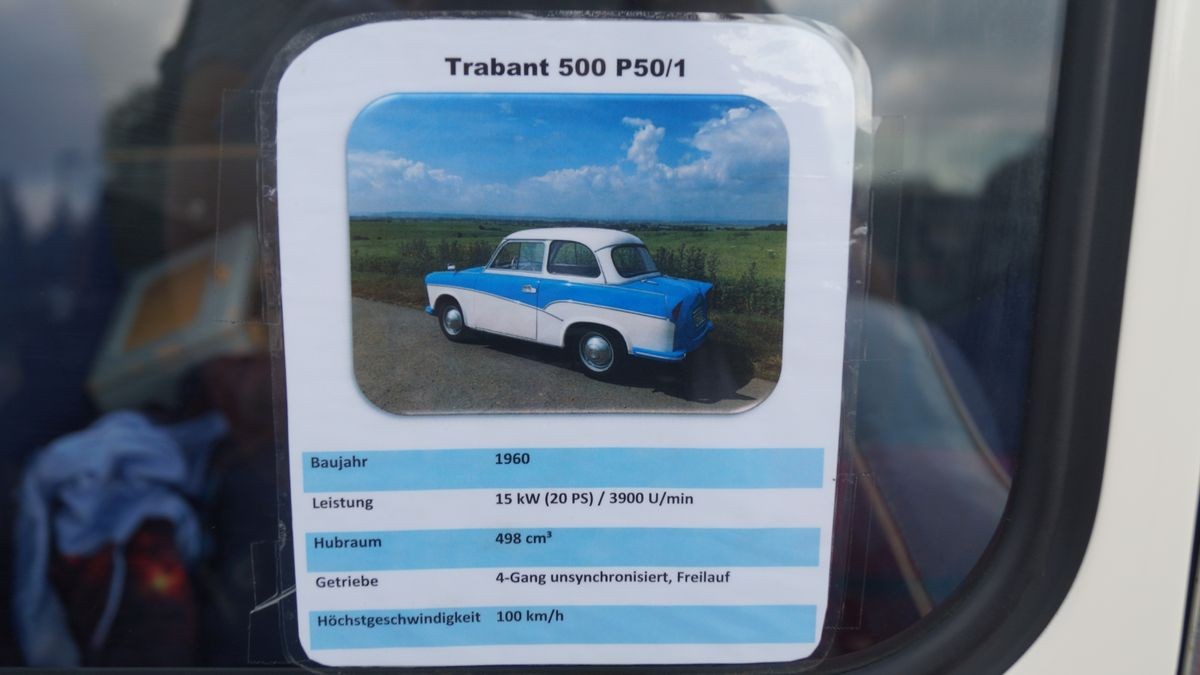 Trabant 500 P50/1
Baujahr 1960
Leistung 15 kW (20 PS) / 3900 U/min
Hubraum 498 cm³
Getriebe 4-Gang unsynchronisiert, Freilauf
Höchstgeschwindigkeit 100 km/h